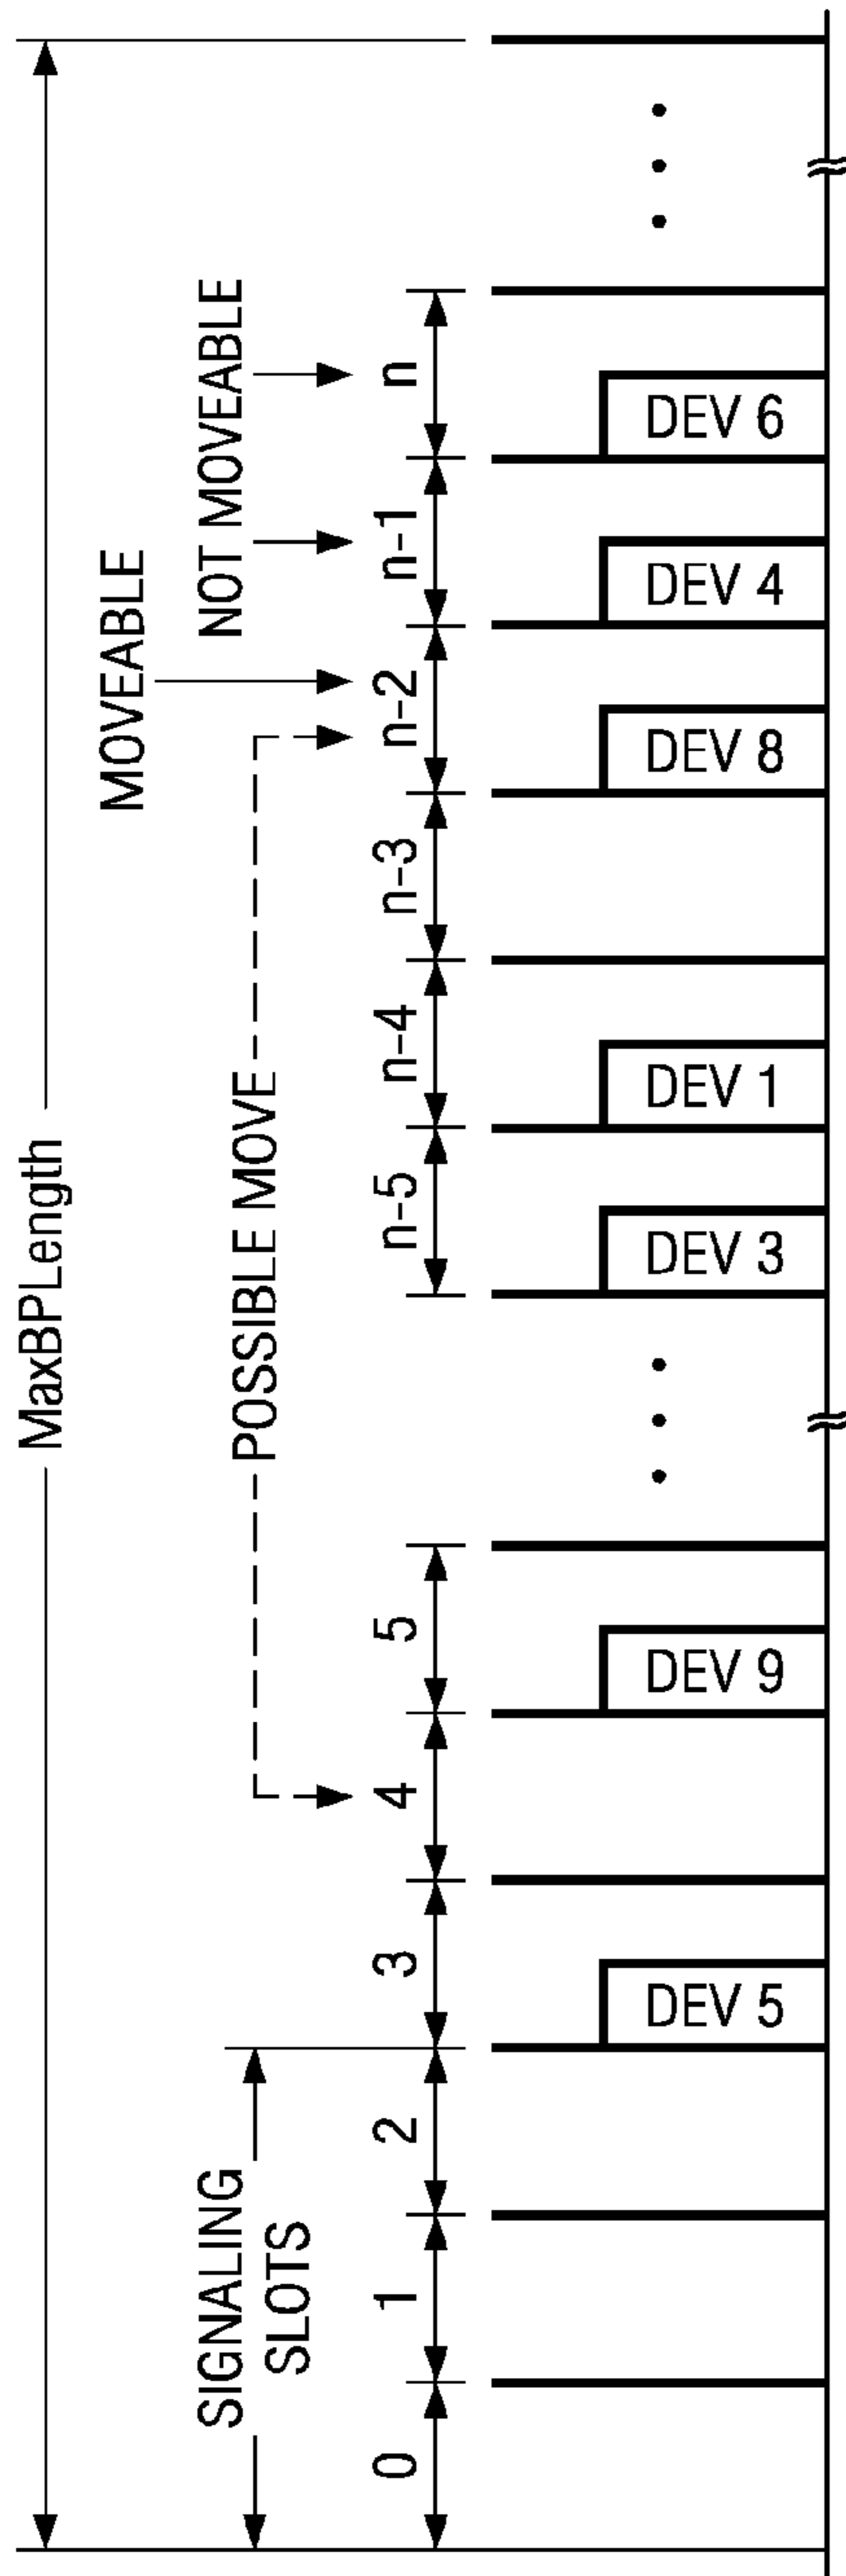 MaxBPLength
MOVEABLE
NOT MOVEABLE
POSSIBLE MOVE
SIGNALING
SLOTS
0
1
2
3
4
5
n-5
n-4
n-3
n-2
n-1
n
DEV 5
DEV 9
DEV 3
DEV 1
DEV 8
DEV 4
DEV 6